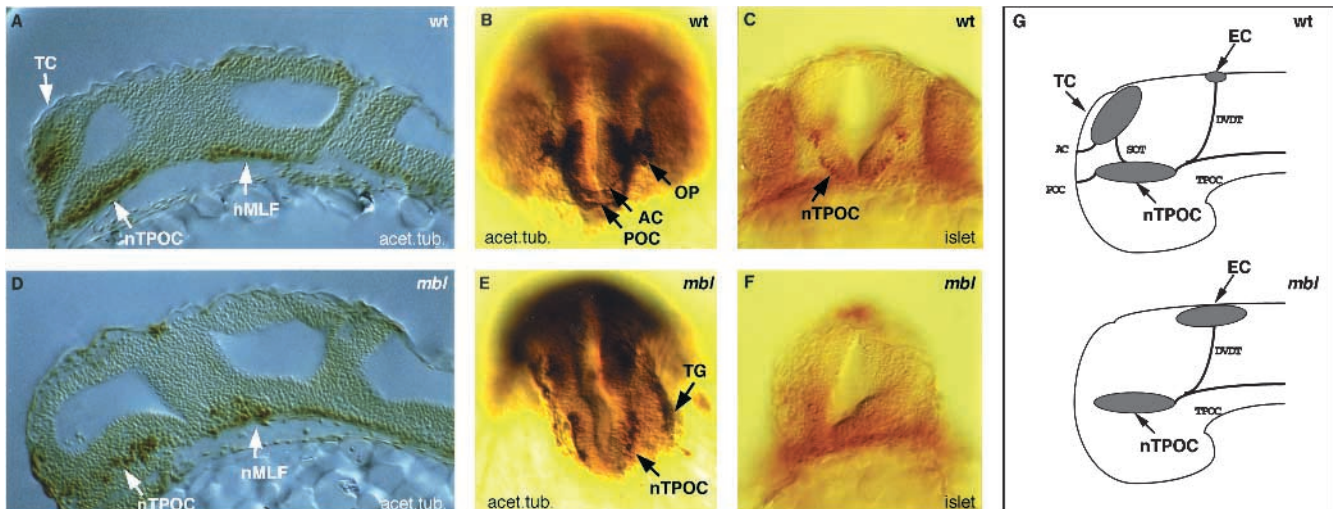 A
wt
TC
nTPOC
nMLF
acet.tub.
B
wt
OP
AC
POC
acet.tub.
C
wt
nTPOC
islet
D
mbl
nMLF
nTPOC
acet.tub.
E
mbl
TG
nTPOC
acet.tub.
F
mbl
islet
G
wt
EC
TC
DVDT
AC
SOT
POC
TPOC
nTPOC
mbl
EC
DVDT
TPOC
nTPOC